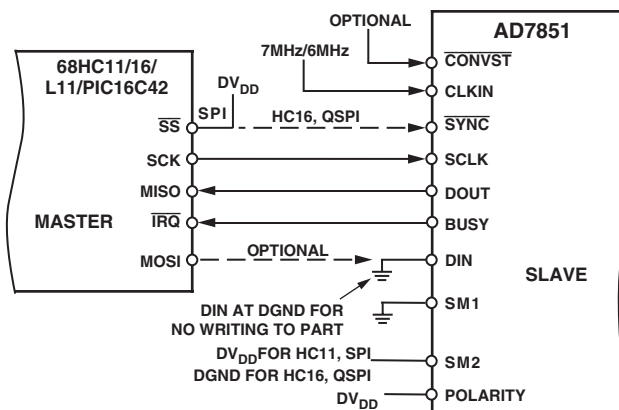 OPTIONAL
AD7851
7MHz/6MHz
68HC11/16/
L11/PIC16C42
DVDD
CONVST
CLKIN
SPI
HC16, QSPI
SS
SYNC
SCK
SCLK
MISO
DOUT
MASTER
IRQ
BUSY
MOSI
OPTIONAL
DIN
SLAVE
DIN AT DGND FOR
NO WRITING TO PART
SM1
DVDD FOR HC11, SPI
DGND FOR HC16, QSPI
SM2
DVDD
POLARITY